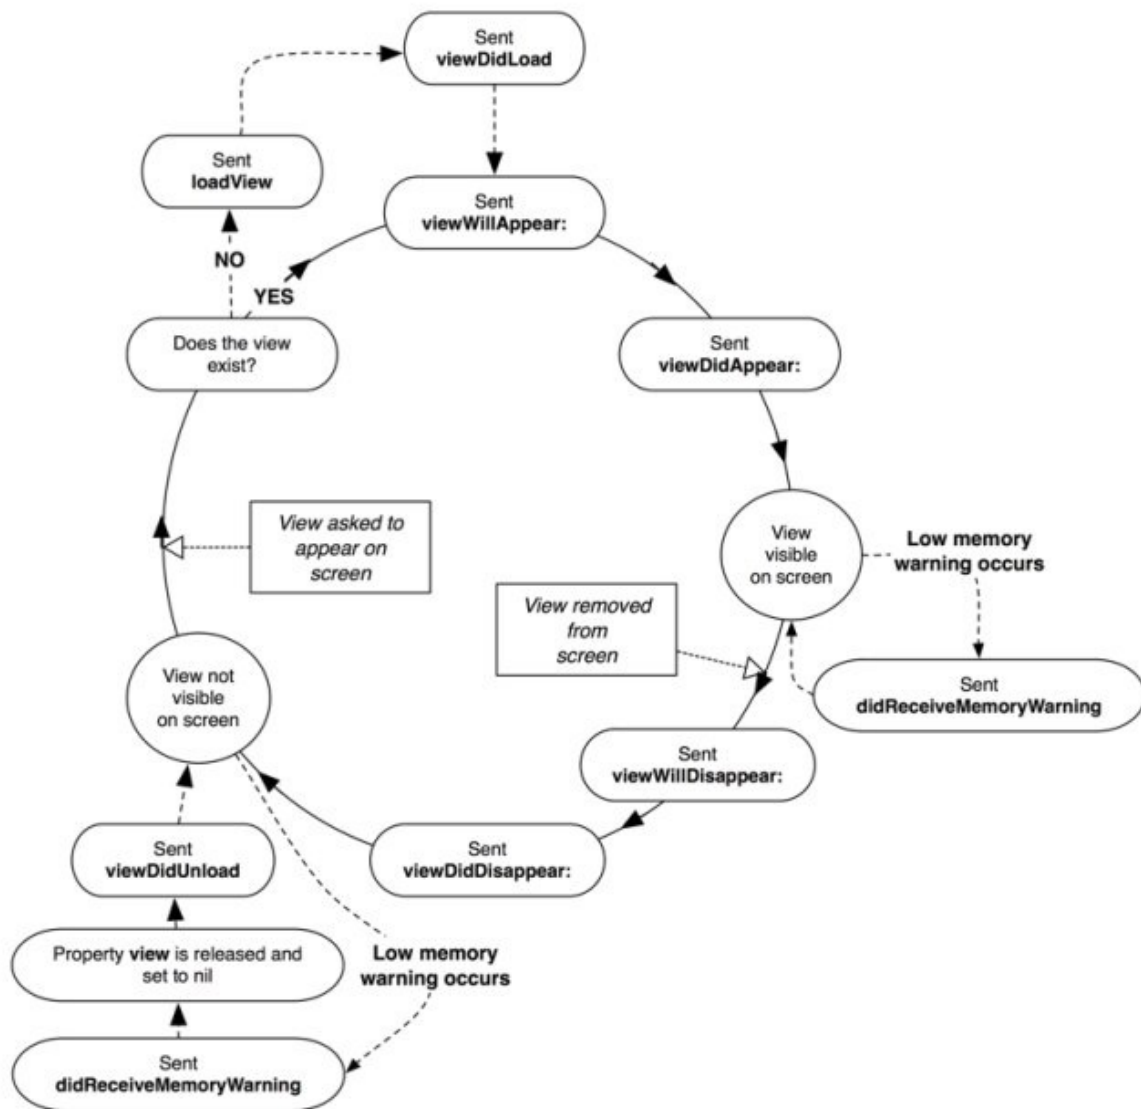 Sent
viewDidLoad
Sent
loadView
Sent
viewWillAppear:
NO
YES
Does the view
exist?
Sent
viewDidAppear:
View asked to
appear on
screen
View
visible
on screen
Low memory
warning occurs
View removed
from
screen
View not
visible
on screen
Sent
didReceiveMemoryWarning
Sent
viewWillDisappear:
Sent
viewDidUnload
Sent
viewDidDisappear:
Property view is released and
set to nil
Low memory
warning occurs
Sent
didReceiveMemoryWarning